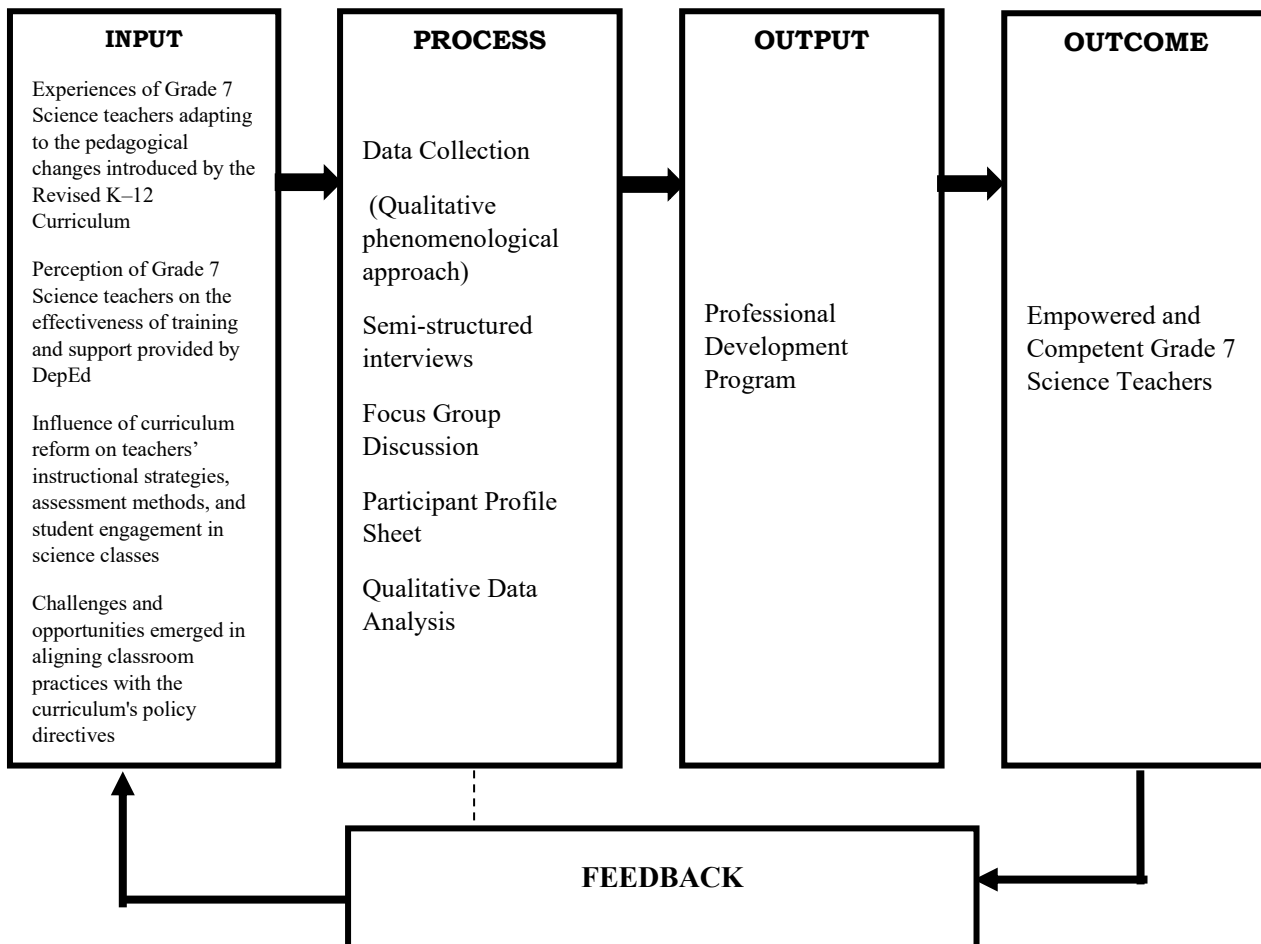 INPUT
Experiences of Grade 7
Science teachers adapting
to the pedagogical
changes introduced by the
Revised K–12
Curriculum
Perception of Grade 7
Science teachers on the
effectiveness of training
and support provided by
DepEd
Influence of curriculum
reform on teachers’
instructional strategies,
assessment methods, and
student engagement in
science classes
Challenges and
opportunities emerged in
aligning classroom
practices with the
curriculum's policy
directives
PROCESS
Data Collection
(Qualitative
phenomenological
approach)
Semi-structured
interviews
Focus Group
Discussion
Participant Profile
Sheet
Qualitative Data
Analysis
OUTPUT
Professional
Development
Program
OUTCOME
Empowered and
Competent Grade 7
Science Teachers
FEEDBACK